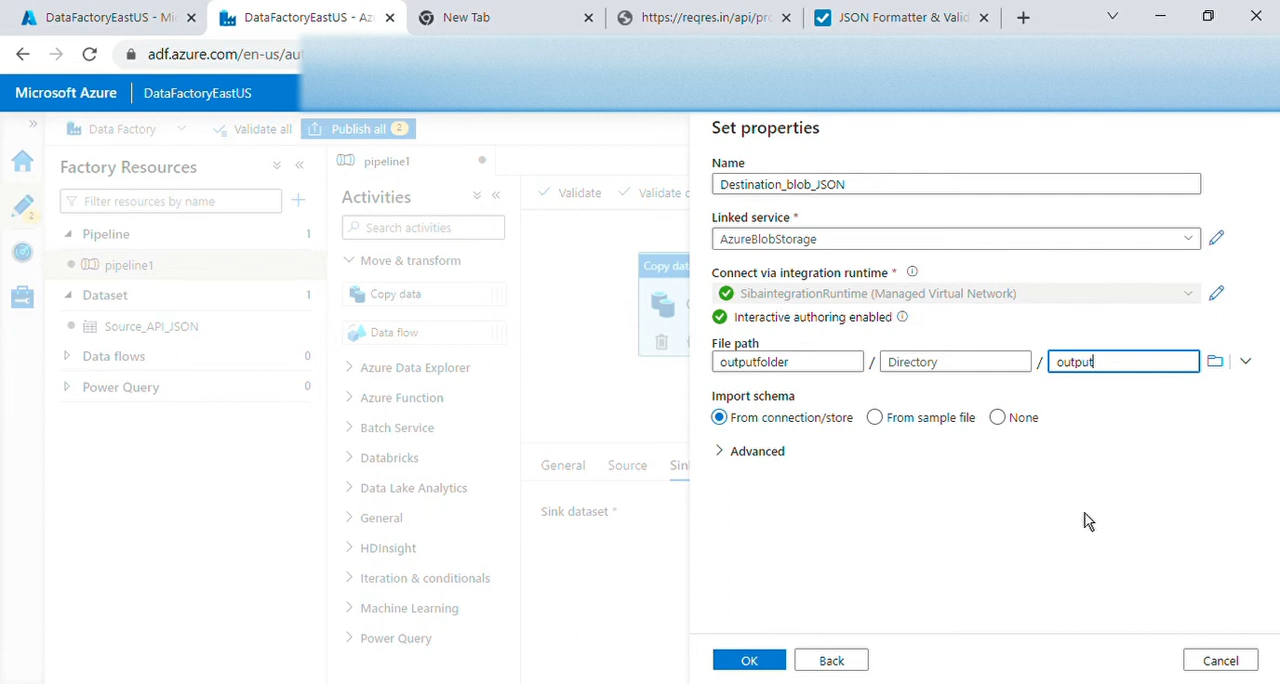 DataFactoryEastUS - Mi
DataFactoryEastUS - Az
New Tab
https://reqres.in/api/pr
JSON Formatter & Valid
adf.azure.com/en-us/au
Microsoft Azure
DataFactoryEastUS
Data Factory
Validate all
Publish all 2
Factory Resources
Filter resources by name
Pipeline 1
pipeline1
Dataset 1
Source_API_JSON
Data flows 0
Power Query 0
2
pipeline1
Activities
Search activities
Move & transform
Copy data
Data flow
Azure Data Explorer
Azure Function
Batch Service
Databricks
Data Lake Analytics
General
HDInsight
Iteration & conditionals
Machine Learning
Power Query
Validate
Validate c
Copy dat
General
Source
Sin
Sink dataset *
Set properties
Name
Destination_blob_JSON
Linked service *
AzureBlobStorage
Connect via integration runtime *
SibaintegrationRuntime (Managed Virtual Network)
Interactive authoring enabled
File path
outputfolder / Directory / output
Import schema
From connection/store
From sample file
None
Advanced
OK
Back
Cancel